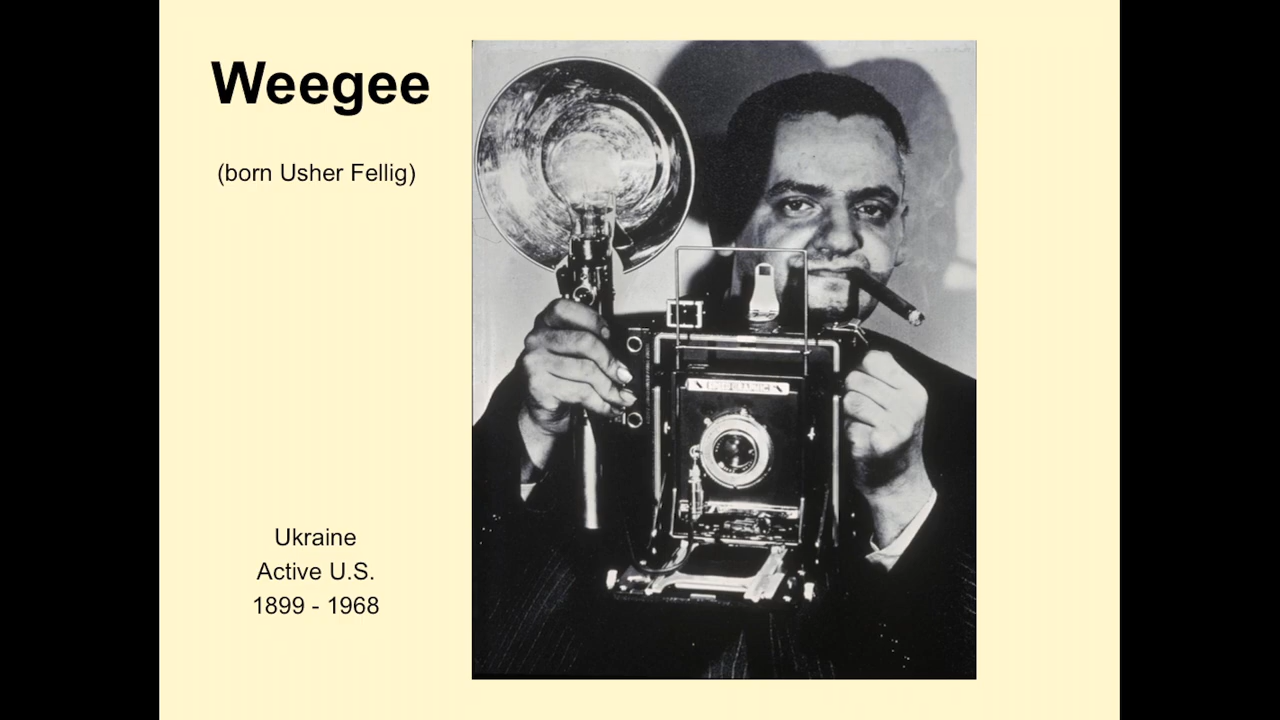 Weegee
(born Usher Fellig)
Ukraine
Active U.S.
1899 - 1968